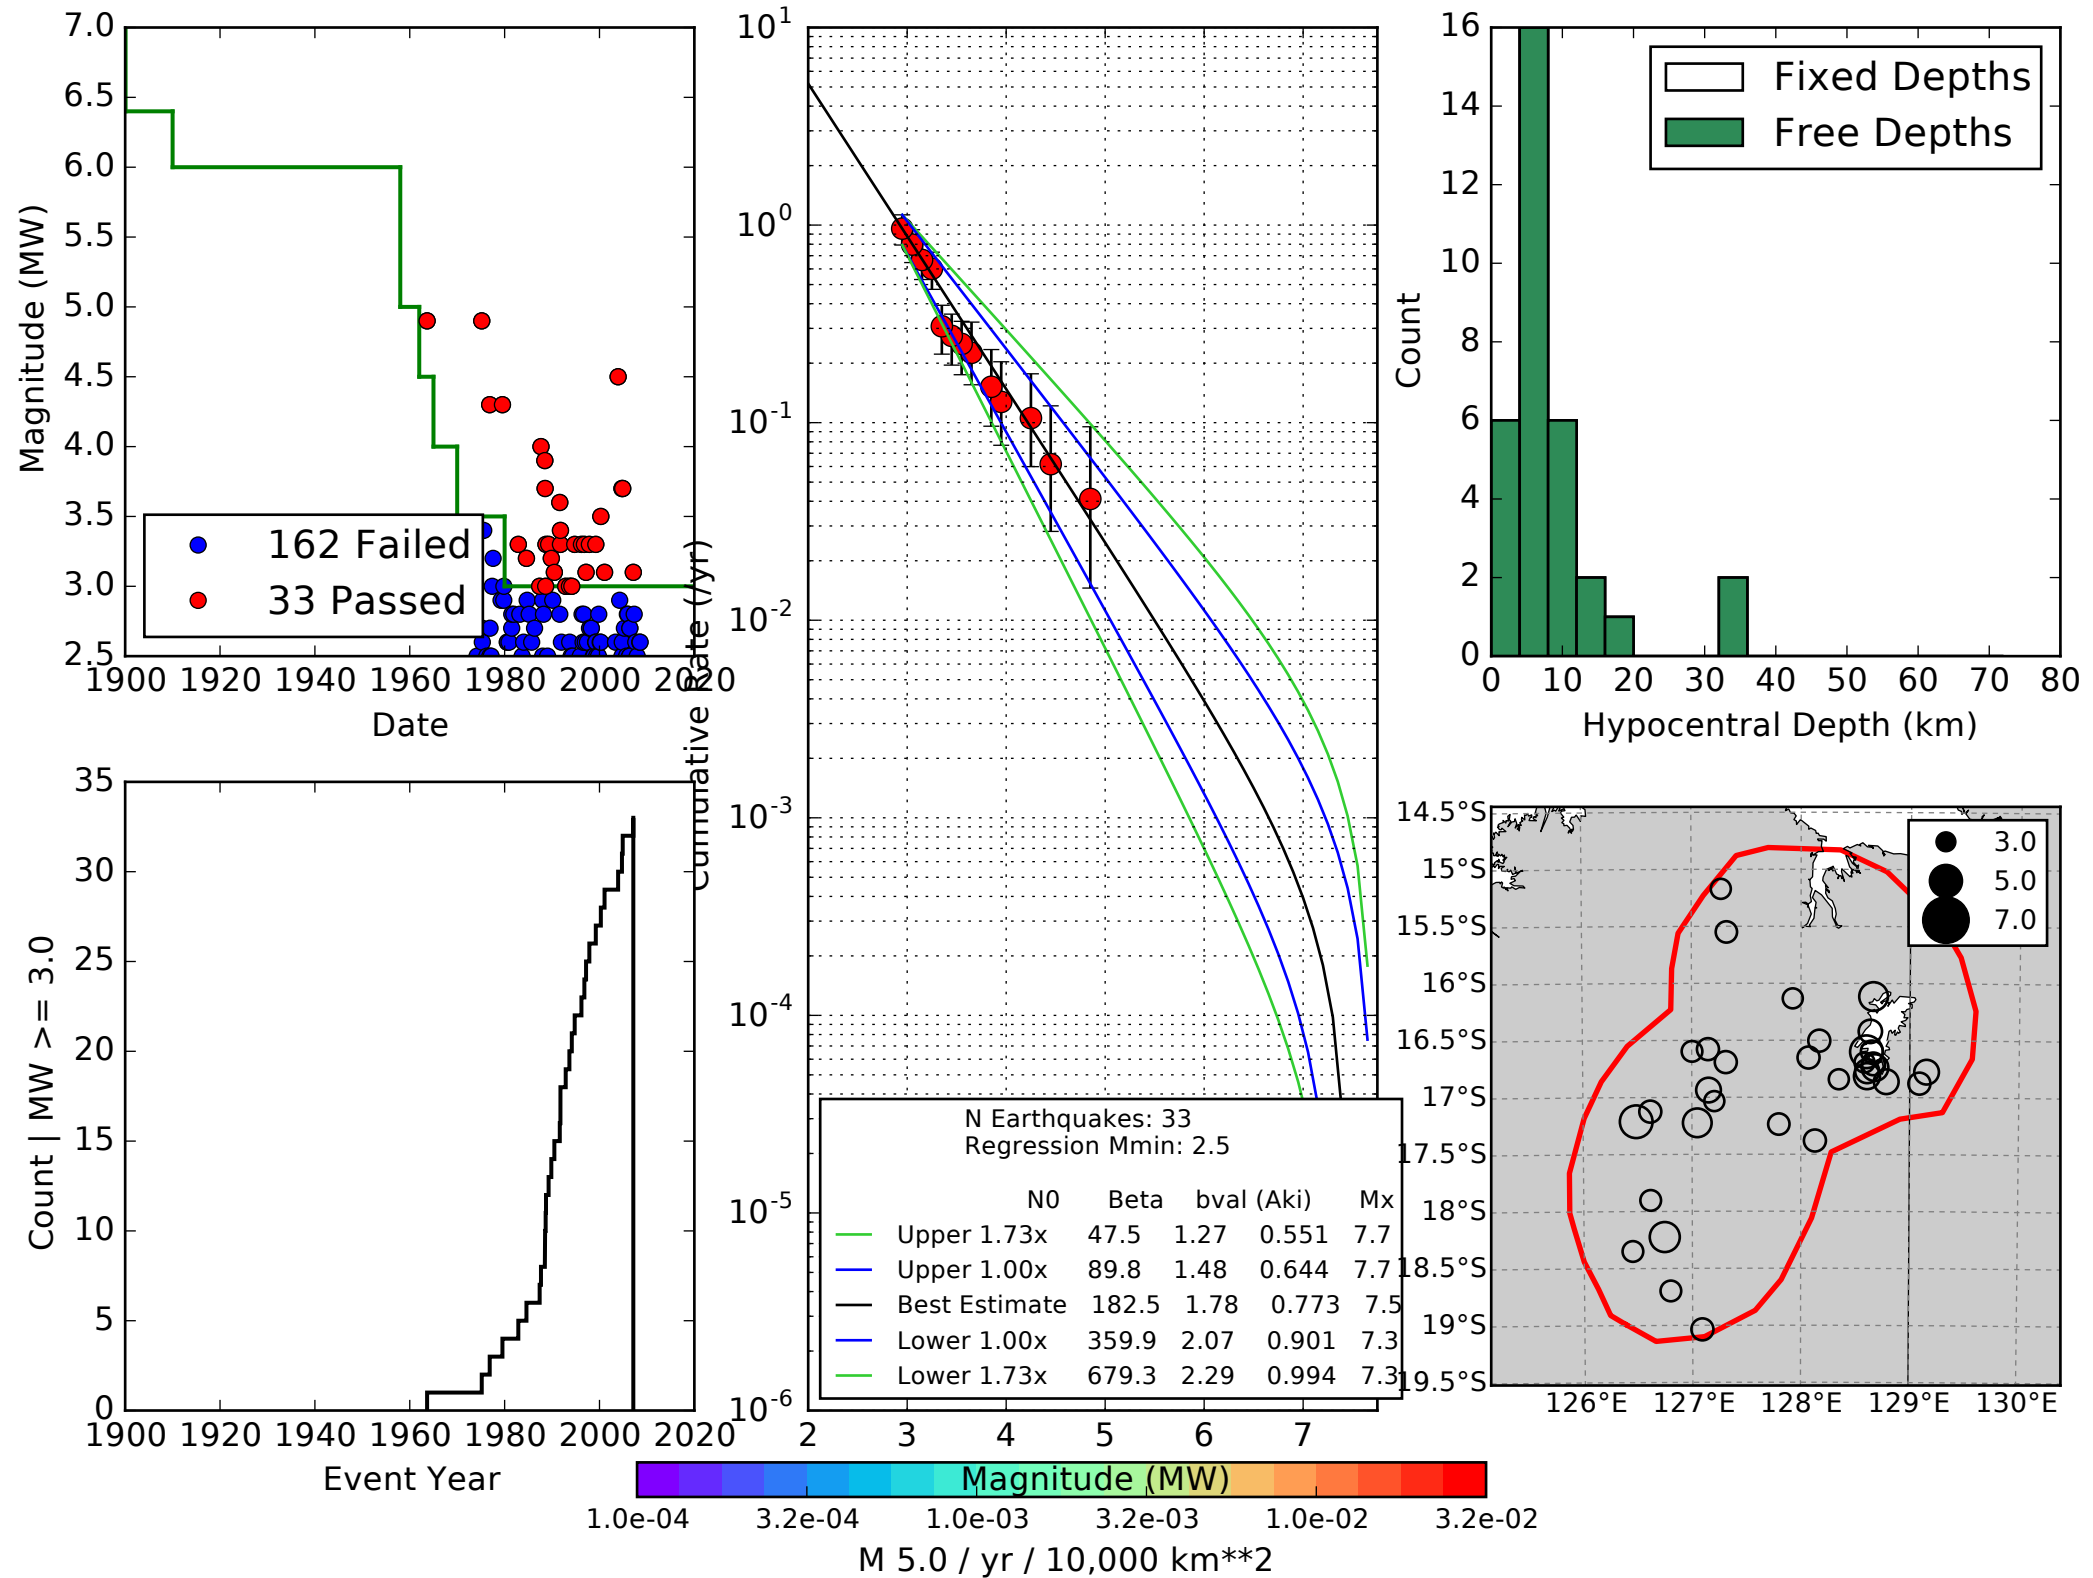 7.0
6.5
6.0
5.5
5.0
4.5
4.0
3.5
3.0
2.5
Magnitude (MW)
162 Failed
33 Passed
1900 1920 1940 1960 1980 2000 2020
Date
35
30
25
20
15
10
5
0
Count | MW >= 3.0
1900 1920 1940 1960 1980 2000 2020
Event Year
10^1
10^0
10^-1
10^-2
10^-3
10^-4
10^-5
10^-6
Cumulative Rate (/yr)
N Earthquakes: 33
Regression Mmin: 2.5
N0 Beta bval (Aki) Mx
Upper 1.73x 47.5 1.27 0.551 7.7
Upper 1.00x 89.8 1.48 0.644 7.7
Best Estimate 182.5 1.78 0.773 7.5
Lower 1.00x 359.9 2.07 0.901 7.3
Lower 1.73x 679.3 2.29 0.994 7.3
2 3 4 5 6 7
Magnitude (MW)
16
14
12
10
8
6
4
2
0
Count
Fixed Depths
Free Depths
0 10 20 30 40 50 60 70 80
Hypocentral Depth (km)
14.5°S
15°S
15.5°S
16°S
16.5°S
17°S
17.5°S
18°S
18.5°S
19°S
19.5°S
3.0
5.0
7.0
126°E 127°E 128°E 129°E 130°E
1.0e-04 3.2e-04 1.0e-03 3.2e-03 1.0e-02 3.2e-02
M 5.0 / yr / 10,000 km**2